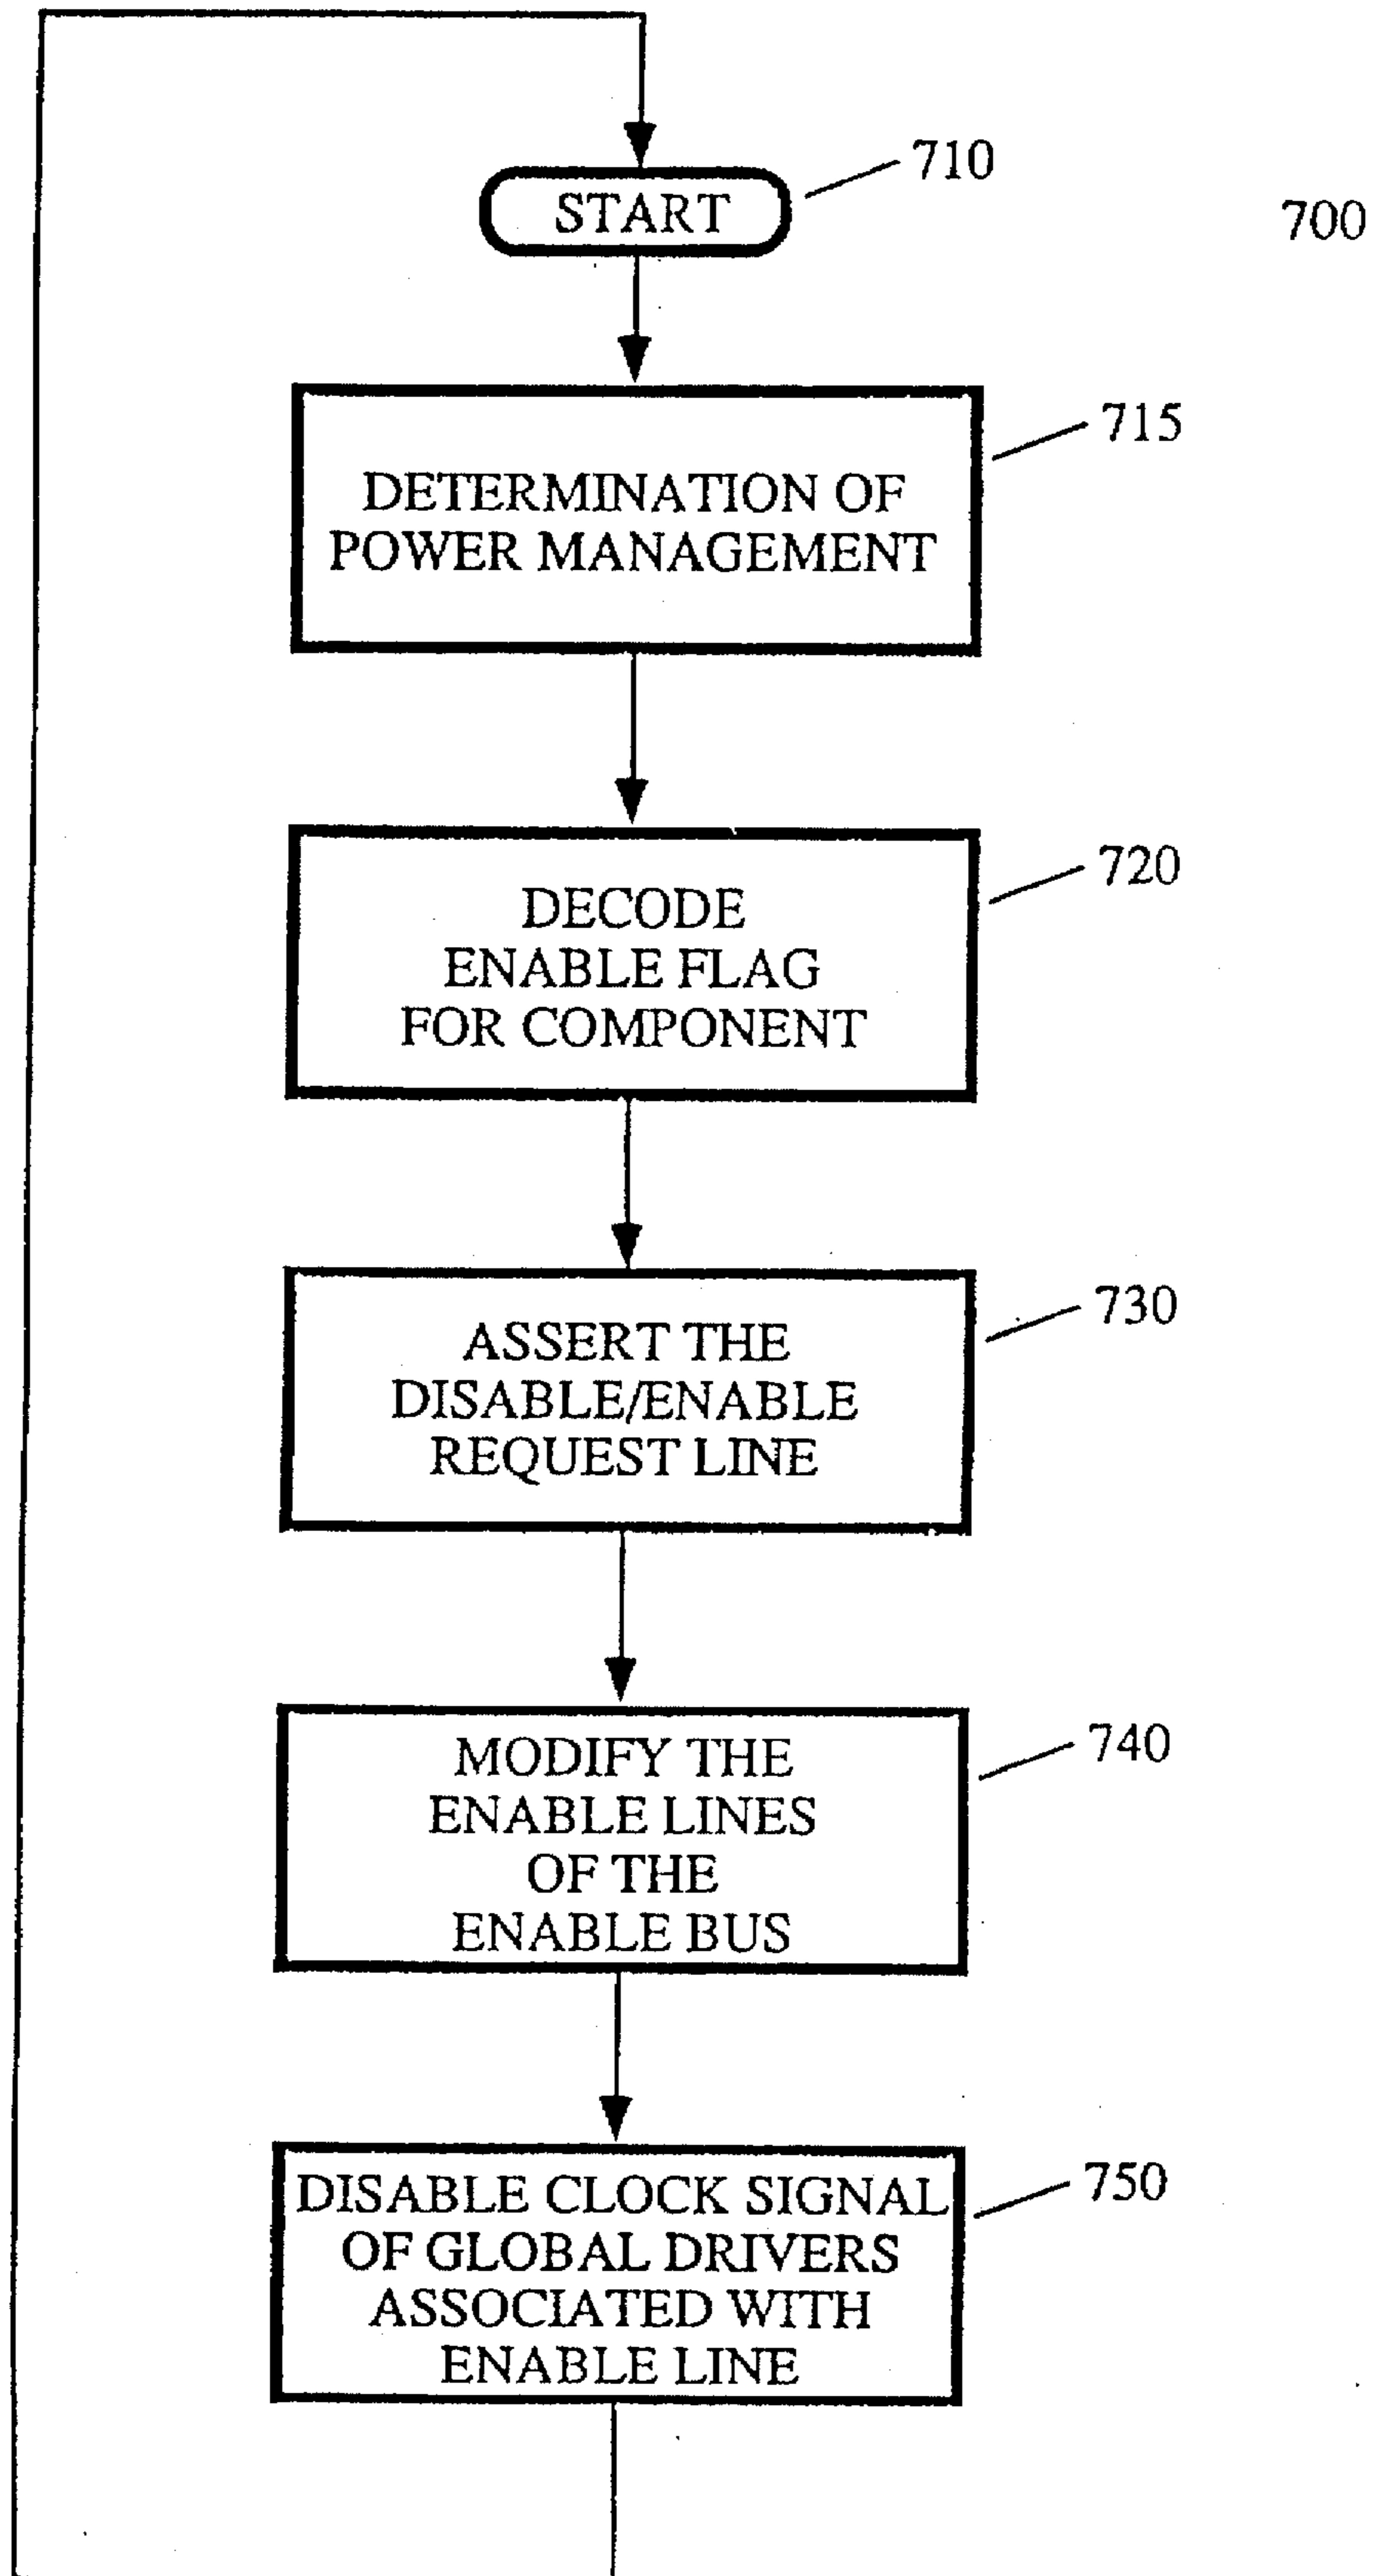 710
START
700
715
DETERMINATION OF
POWER MANAGEMENT
720
DECODE
ENABLE FLAG
FOR COMPONENT
730
ASSERT THE
DISABLE/ENABLE
REQUEST LINE
740
MODIFY THE
ENABLE LINES
OF THE
ENABLE BUS
750
DISABLE CLOCK SIGNAL
OF GLOBAL DRIVERS
ASSOCIATED WITH
ENABLE LINE